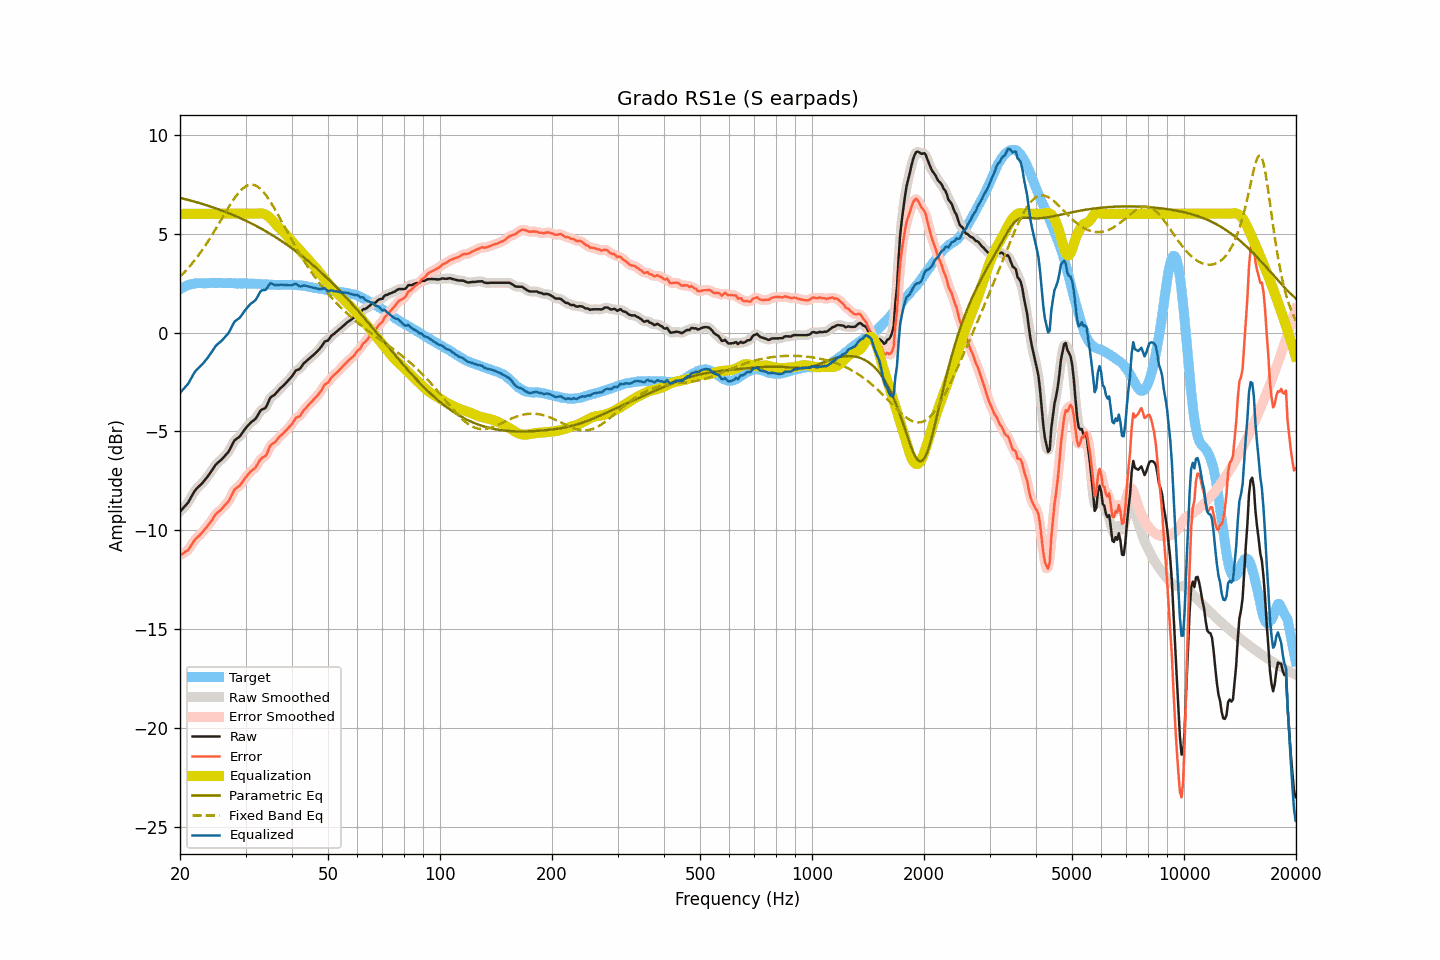 Grado RS1e (S earpads)
Amplitude (dBr)
10
5
0
−5
−10
−15
−20
−25
Target
Raw Smoothed
Error Smoothed
Raw
Error
Equalization
Parametric Eq
Fixed Band Eq
Equalized
20 50 100 200 500 1000 2000 5000 10000 20000
Frequency (Hz)